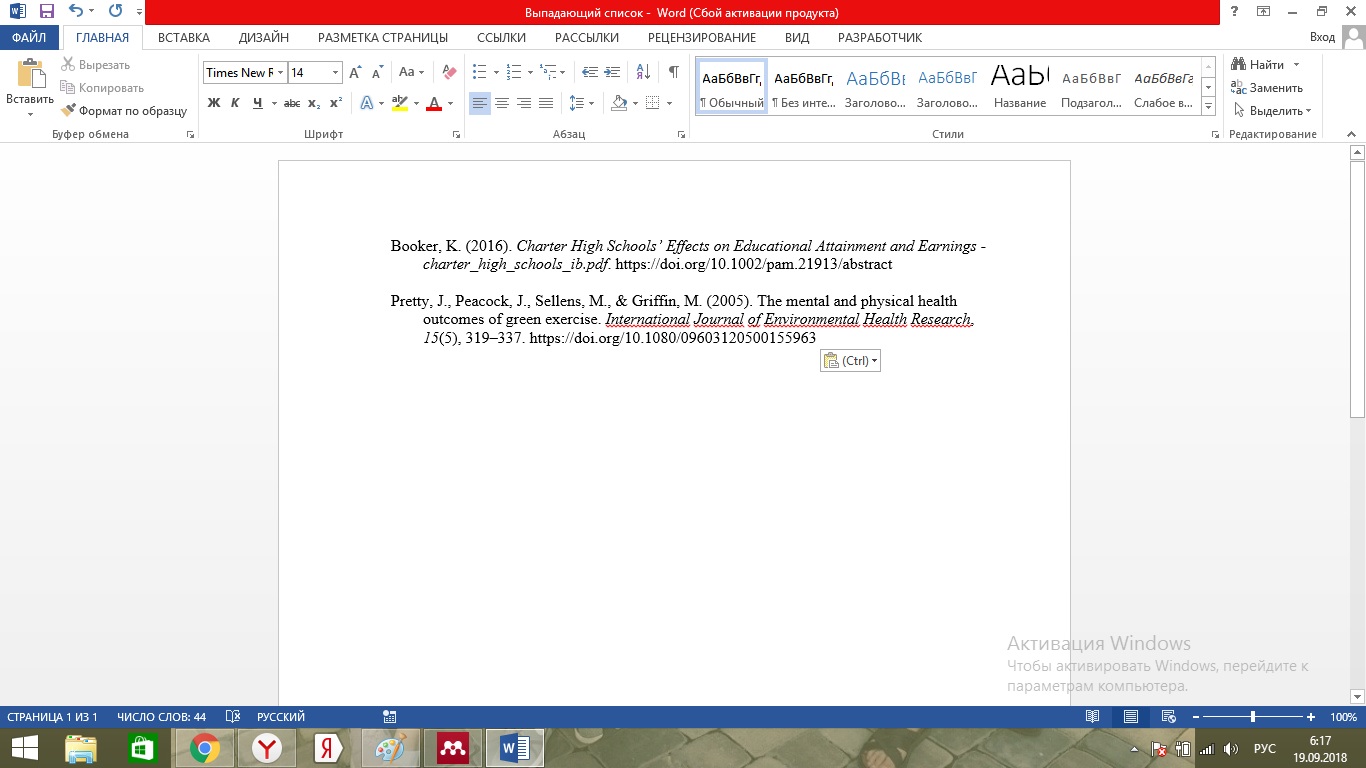 Выпадающий список - Word (Сбой активации продукта)
ФАЙЛ ГЛАВНАЯ ВСТАВКА ДИЗАЙН РАЗМЕТКА СТРАНИЦЫ ССЫЛКИ РАССЫЛКИ РЕЦЕНЗИРОВАНИЕ ВИД РАЗРАБОТЧИК Вход
Вставить
Вырезать
Копировать
Формат по образцу
Буфер обмена
Times New R 14
Ж К Ч abc x₂ x²
Шрифт
Абзац
АаБбВвГг, АаБбВвГг, АаБбВв АаБбВвГ АаЬ АаБбВвГ АаБбВвГг
¶ Обычный ¶ Без инте... Заголово... Заголово... Название Подзагол... Слабое в...
Стили
Найти
Заменить
Выделить
Редактирование
Booker, K. (2016). Charter High Schools’ Effects on Educational Attainment and Earnings -
charter_high_schools_ib.pdf. https://doi.org/10.1002/pam.21913/abstract
Pretty, J., Peacock, J., Sellens, M., & Griffin, M. (2005). The mental and physical health
outcomes of green exercise. International Journal of Environmental Health Research,
15(5), 319–337. https://doi.org/10.1080/09603120500155963
(Ctrl)
Активация Windows
Чтобы активировать Windows, перейдите к
параметрам компьютера.
СТРАНИЦА 1 ИЗ 1 ЧИСЛО СЛОВ: 44 РУССКИЙ 100%
РУС
6:17
19.09.2018